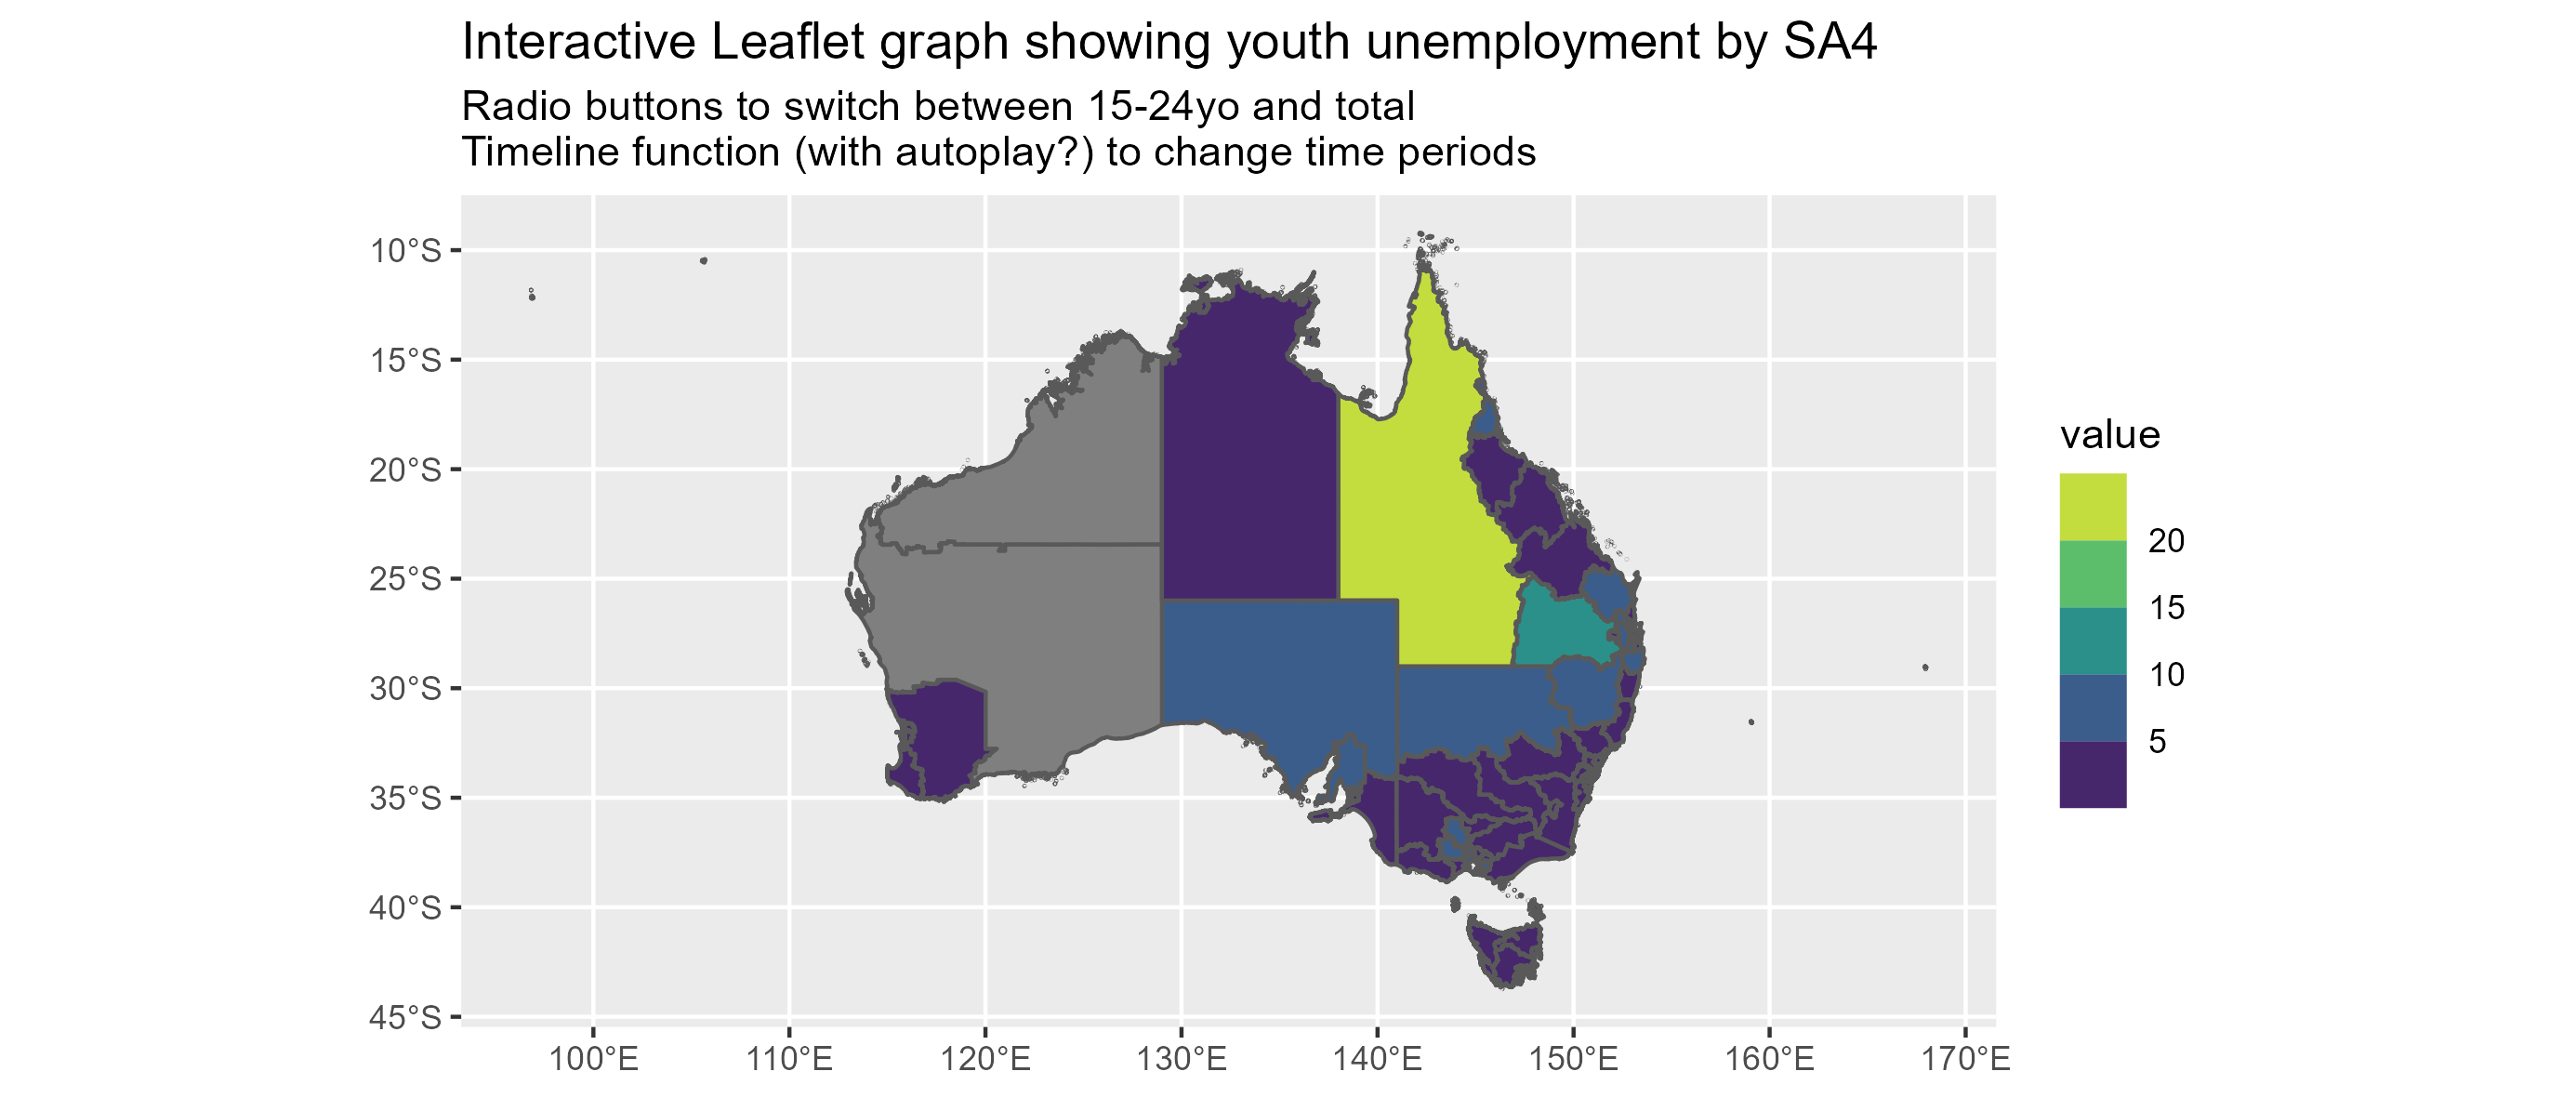 Interactive Leaflet graph showing youth unemployment by SA4
Radio buttons to switch between 15-24yo and total
Timeline function (with autoplay?) to change time periods
10°S
15°S
20°S
25°S
30°S
35°S
40°S
45°S
100°E
110°E
120°E
130°E
140°E
150°E
160°E
170°E
value
20
15
10
5